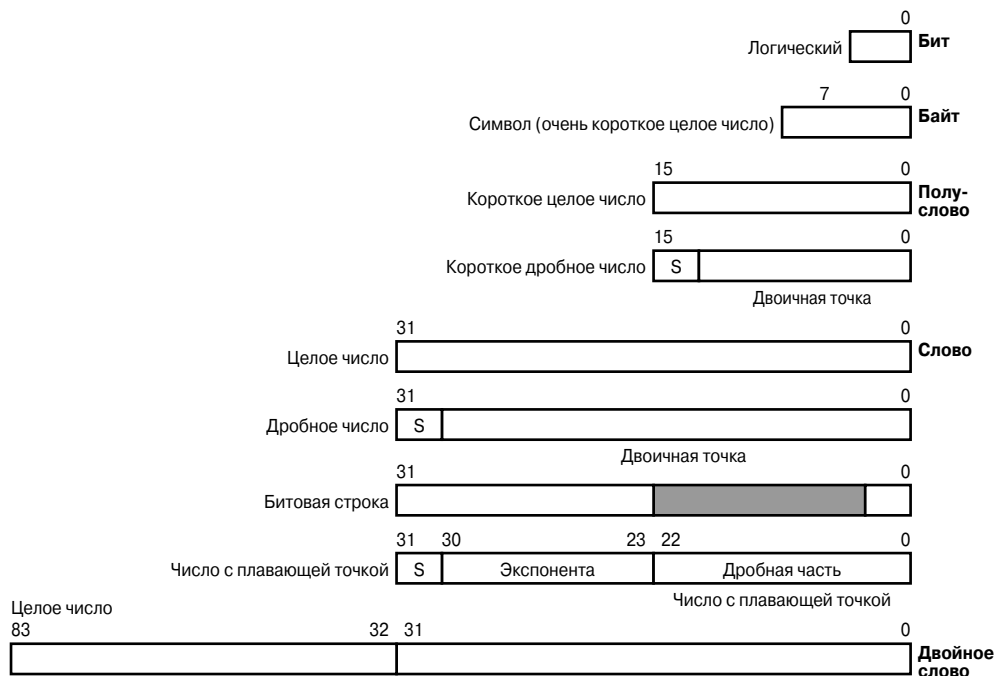 0
Логический
Бит
7 0
Символ (очень короткое целое число)
Байт
15 0
Короткое целое число
Полу-
слово
15 0
Короткое дробное число S
Двоичная точка
31 0
Целое число
Слово
31 0
Дробное число S
Двоичная точка
31 0
Битовая строка
31 30 23 22 0
Число с плавающей точкой S Экспонента Дробная часть
Число с плавающей точкой
Целое число
83 32 31 0
Двойное
слово